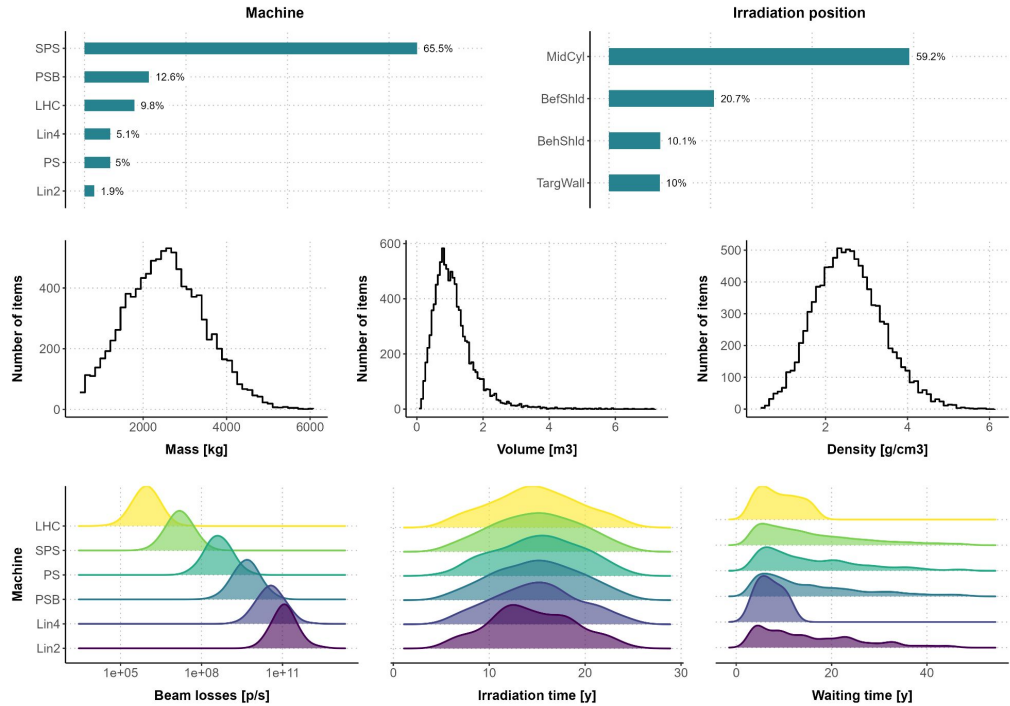 Machine
SPS 65.5%
PSB 12.6%
LHC 9.8%
Lin4 5.1%
PS 5%
Lin2 1.9%
Irradiation position
MidCyl 59.2%
BefShld 20.7%
BehShld 10.1%
TargWall 10%
Number of items
400
200
0
2000 4000 6000
Mass [kg]
Number of items
600
400
200
0
0 2 4 6
Volume [m3]
Number of items
500
400
300
200
100
0
2 4 6
Density [g/cm3]
Machine
LHC
SPS
PS
PSB
Lin4
Lin2
1e+05 1e+08 1e+11
Beam losses [p/s]
0 10 20 30
Irradiation time [y]
0 20 40
Waiting time [y]